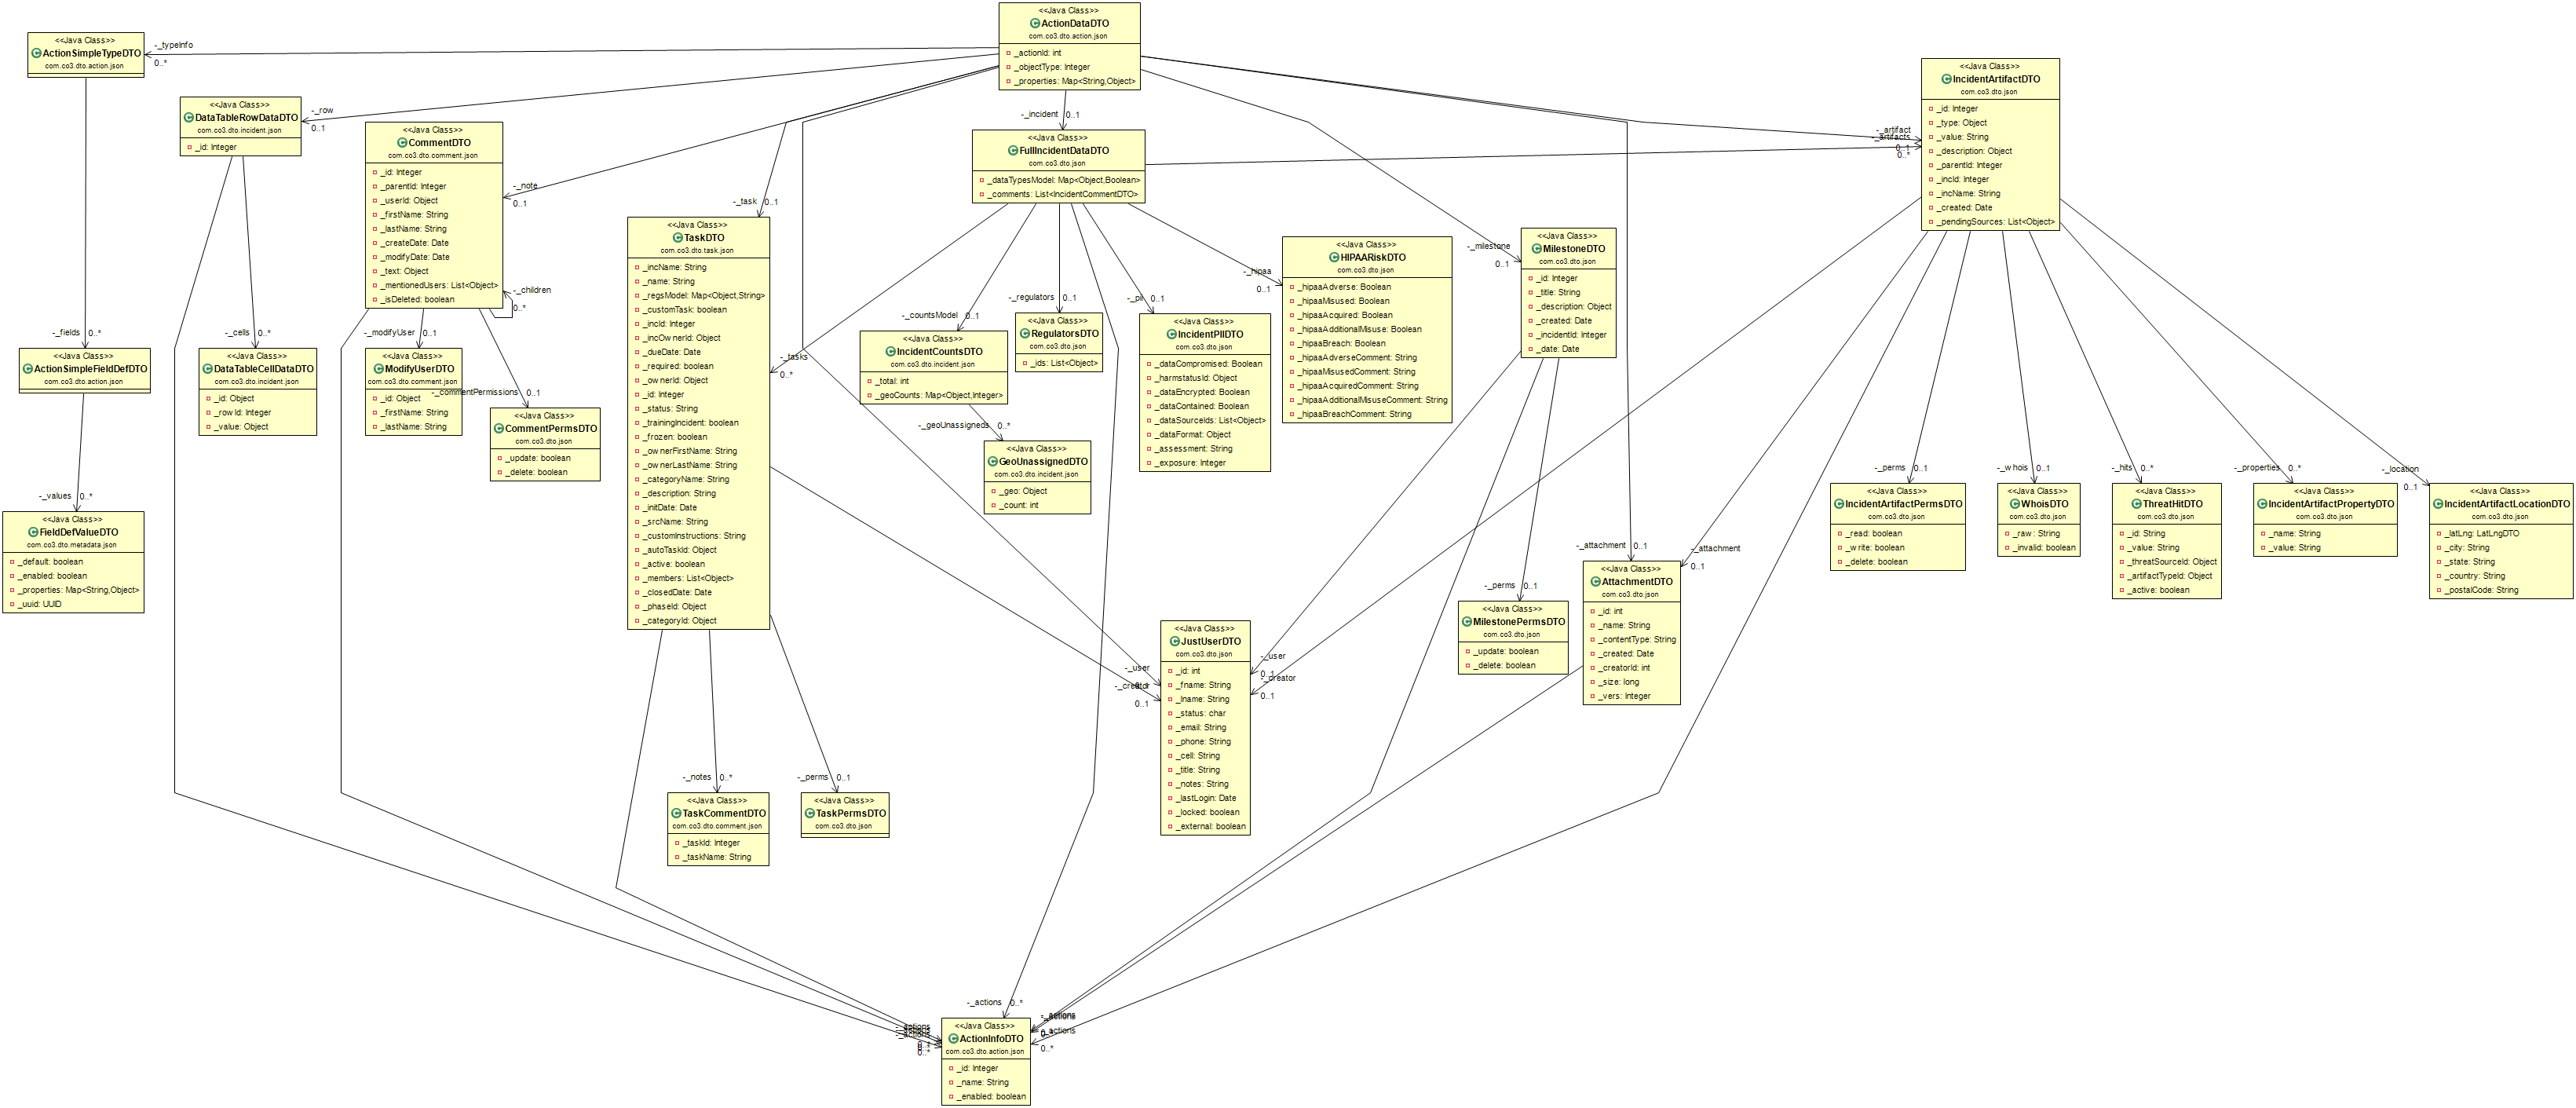 <<Java Class>>
ActionDataDTO
com.co3.dto.action.json
_actionId: int
_objectType: Integer
_properties: Map<String,Object>
<<Java Class>>
ActionSimpleTypeDTO
com.co3.dto.action.json
-_typeInfo
0..*
<<Java Class>>
IncidentArtifactDTO
com.co3.dto.json
_id: Integer
_type: Object
_value: String
_description: Object
_parentId: Integer
_incId: Integer
_incName: String
_created: Date
_pendingSources: List<Object>
-_artifact
-_artifacts
0..1
0..*
<<Java Class>>
DataTableRowDataDTO
com.co3.dto.incident.json
_id: Integer
-_row
0..1
<<Java Class>>
CommentDTO
com.co3.dto.comment.json
_id: Integer
_parentId: Integer
_userId: Object
_firstName: String
_lastName: String
_createDate: Date
_modifyDate: Date
_text: Object
_mentionedUsers: List<Object>
_isDeleted: boolean
-_note
0..1
-_children
0..*
-_incident
0..1
<<Java Class>>
FullIncidentDataDTO
com.co3.dto.json
_dataTypesModel: Map<Object,Boolean>
_comments: List<IncidentCommentDTO>
-_task
0..1
<<Java Class>>
TaskDTO
com.co3.dto.task.json
_incName: String
_name: String
_regsModel: Map<Object,String>
_customTask: boolean
_incId: Integer
_incOwnerId: Object
_dueDate: Date
_required: boolean
_ownerId: Object
_id: Integer
_status: String
_trainingIncident: boolean
_frozen: boolean
_ownerFirstName: String
_ownerLastName: String
_categoryName: String
_description: String
_initDate: Date
_srcName: String
_customInstructions: String
_autoTaskId: Object
_active: boolean
_members: List<Object>
_closedDate: Date
_phaseId: Object
_categoryId: Object
-_tasks
0..*
<<Java Class>>
HIPAARiskDTO
com.co3.dto.json
_hipaaAdverse: Boolean
_hipaaMisused: Boolean
_hipaaAcquired: Boolean
_hipaaAdditionalMisuse: Boolean
_hipaaBreach: Boolean
_hipaaAdverseComment: String
_hipaaMisusedComment: String
_hipaaAcquiredComment: String
_hipaaAdditionalMisuseComment: String
_hipaaBreachComment: String
-_hipaa
0..1
<<Java Class>>
MilestoneDTO
com.co3.dto.json
_id: Integer
_title: String
_description: Object
_created: Date
_incidentId: Integer
_date: Date
-_milestone
0..1
-_fields
0..*
<<Java Class>>
ActionSimpleFieldDefDTO
com.co3.dto.action.json
-_cells
0..*
<<Java Class>>
DataTableCellDataDTO
com.co3.dto.incident.json
_id: Object
_rowId: Integer
_value: Object
-_modifyUser
0..1
<<Java Class>>
ModifyUserDTO
com.co3.dto.comment.json
_id: Object
_firstName: String
_lastName: String
-_commentPermissions
0..1
<<Java Class>>
CommentPermsDTO
com.co3.dto.json
_update: boolean
_delete: boolean
-_countsModel
0..1
<<Java Class>>
IncidentCountsDTO
com.co3.dto.incident.json
_total: int
_geoCounts: Map<Object,Integer>
-_regulators
0..1
<<Java Class>>
RegulatorsDTO
com.co3.dto.json
_ids: List<Object>
-_pii
0..1
<<Java Class>>
IncidentPIIDTO
com.co3.dto.json
_dataCompromised: Boolean
_harmstatusId: Object
_dataEncrypted: Boolean
_dataContained: Boolean
_dataSourceIds: List<Object>
_dataFormat: Object
_assessment: String
_exposure: Integer
-_geoUnassigneds
0..*
<<Java Class>>
GeoUnassignedDTO
com.co3.dto.incident.json
_geo: Object
_count: int
-_values
0..*
<<Java Class>>
FieldDefValueDTO
com.co3.dto.metadata.json
_default: boolean
_enabled: boolean
_properties: Map<String,Object>
_uuid: UUID
-_perms
0..1
<<Java Class>>
IncidentArtifactPermsDTO
com.co3.dto.json
_read: boolean
_write: boolean
_delete: boolean
-_whois
0..1
<<Java Class>>
WhoisDTO
com.co3.dto.json
_raw: String
_invalid: boolean
-_hits
0..*
<<Java Class>>
ThreatHitDTO
com.co3.dto.json
_id: String
_value: String
_threatSourceId: Object
_artifactTypeId: Object
_active: boolean
-_properties
0..*
<<Java Class>>
IncidentArtifactPropertyDTO
com.co3.dto.json
_name: String
_value: String
-_location
0..1
<<Java Class>>
IncidentArtifactLocationDTO
com.co3.dto.json
_latLng: LatLngDTO
_city: String
_state: String
_country: String
_postalCode: String
-_attachment
0..1
-_attachment
0..1
<<Java Class>>
AttachmentDTO
com.co3.dto.json
_id: int
_name: String
_contentType: String
_created: Date
_creatorId: int
_size: long
_vers: Integer
-_perms
0..1
<<Java Class>>
MilestonePermsDTO
com.co3.dto.json
_update: boolean
_delete: boolean
<<Java Class>>
JustUserDTO
com.co3.dto.json
_id: int
_fname: String
_lname: String
_status: char
_email: String
_phone: String
_cell: String
_title: String
_notes: String
_lastLogin: Date
_locked: boolean
_external: boolean
-_user
-_creator
0..1
-_user
0..1
-_creator
0..1
-_notes
0..*
<<Java Class>>
TaskCommentDTO
com.co3.dto.comment.json
_taskId: Integer
_taskName: String
-_perms
0..1
<<Java Class>>
TaskPermsDTO
com.co3.dto.json
-_actions
0..*
-_actions
-_actions
0..*
-_actions
-_actions
0..*
<<Java Class>>
ActionInfoDTO
com.co3.dto.action.json
_id: Integer
_name: String
_enabled: boolean